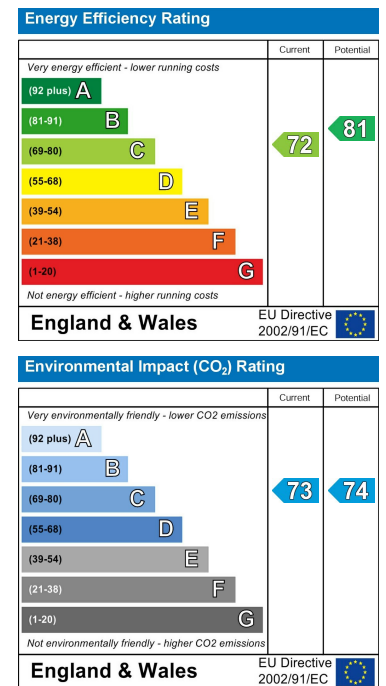 Energy Efficiency Rating
Current Potential
Very energy efficient - lower running costs
(92 plus) A
(81-91) B
(69-80) C
(55-68) D
(39-54) E
(21-38) F
(1-20) G
72
81
Not energy efficient - higher running costs
England & Wales
EU Directive
2002/91/EC
Environmental Impact (CO₂) Rating
Current Potential
Very environmentally friendly - lower CO2 emissions
(92 plus) A
(81-91) B
(69-80) C
(55-68) D
(39-54) E
(21-38) F
(1-20) G
73
74
Not environmentally friendly - higher CO2 emissions
England & Wales
EU Directive
2002/91/EC